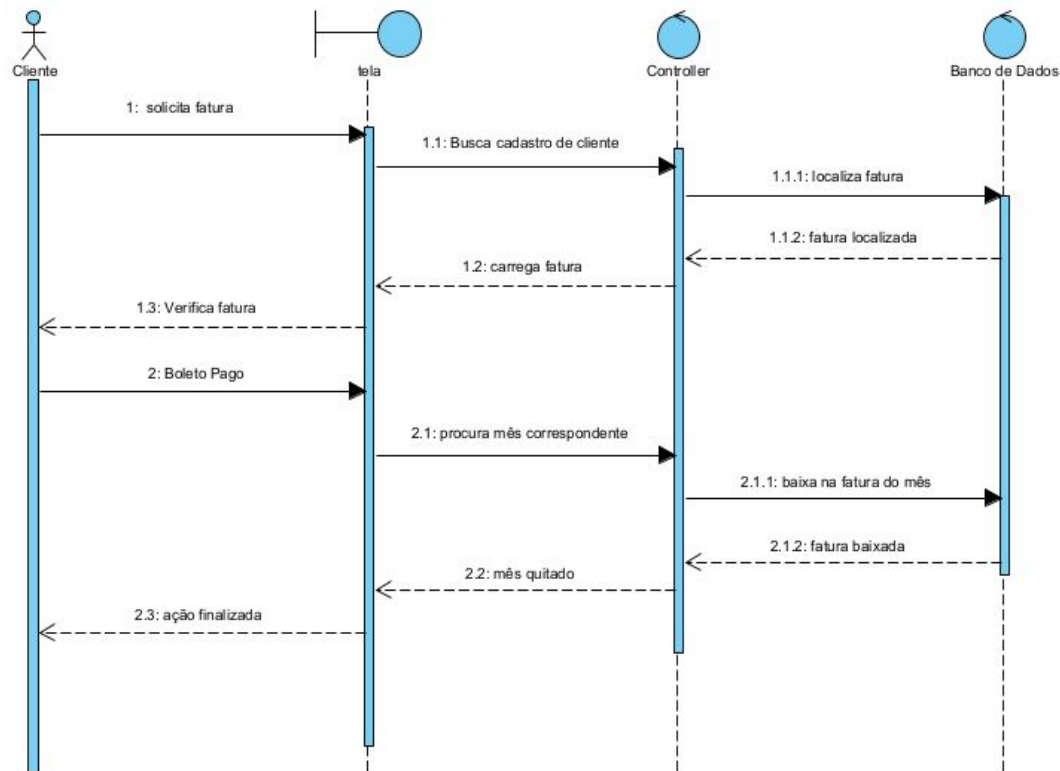 Cliente
tela
Controller
Banco de Dados
1: solicita fatura
1.1: Busca cadastro de cliente
1.1.1: localiza fatura
1.1.2: fatura localizada
1.2: carrega fatura
1.3: Verifica fatura
2: Boleto Pago
2.1: procura mês correspondente
2.1.1: baixa na fatura do mês
2.1.2: fatura baixada
2.2: mês quitado
2.3: ação finalizada